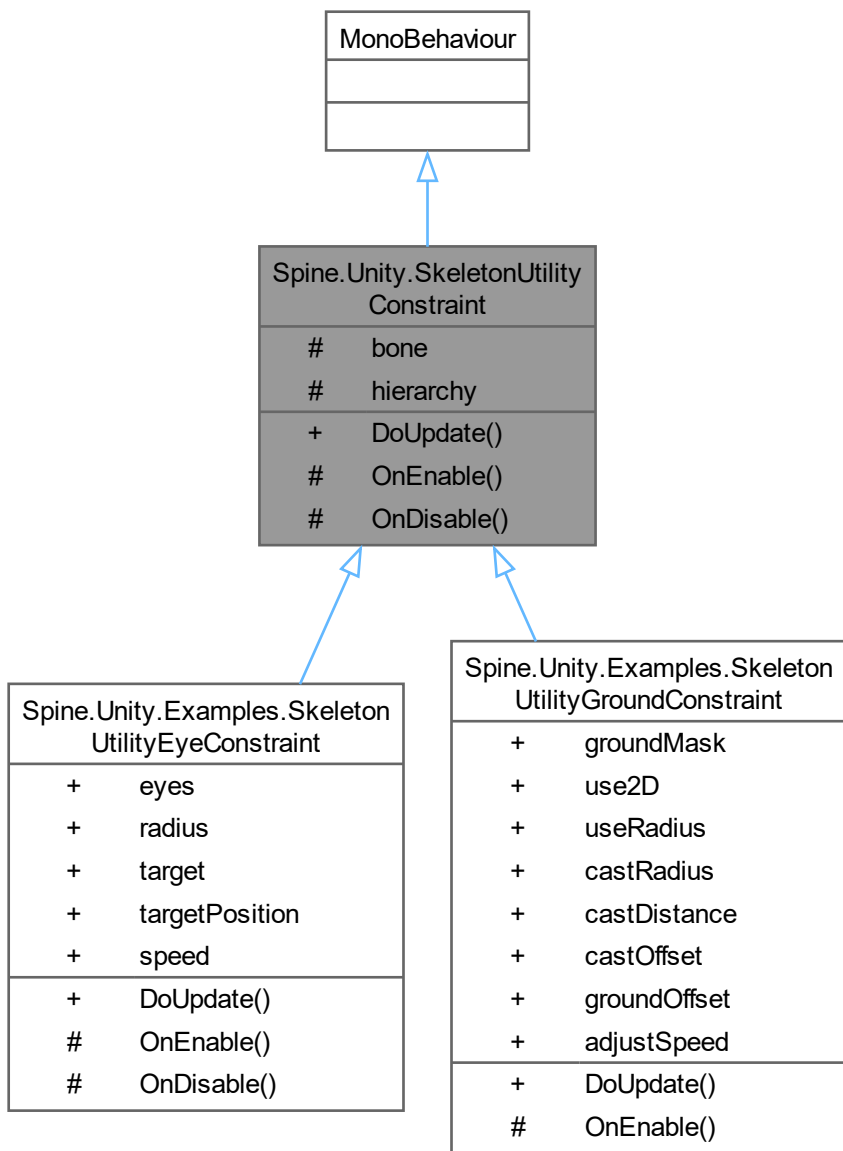 MonoBehaviour
Spine.Unity.SkeletonUtility
Constraint
# bone
# hierarchy
+ DoUpdate()
# OnEnable()
# OnDisable()
Spine.Unity.Examples.Skeleton
UtilityEyeConstraint
+ eyes
+ radius
+ target
+ targetPosition
+ speed
+ DoUpdate()
# OnEnable()
# OnDisable()
Spine.Unity.Examples.Skeleton
UtilityGroundConstraint
+ groundMask
+ use2D
+ useRadius
+ castRadius
+ castDistance
+ castOffset
+ groundOffset
+ adjustSpeed
+ DoUpdate()
# OnEnable()